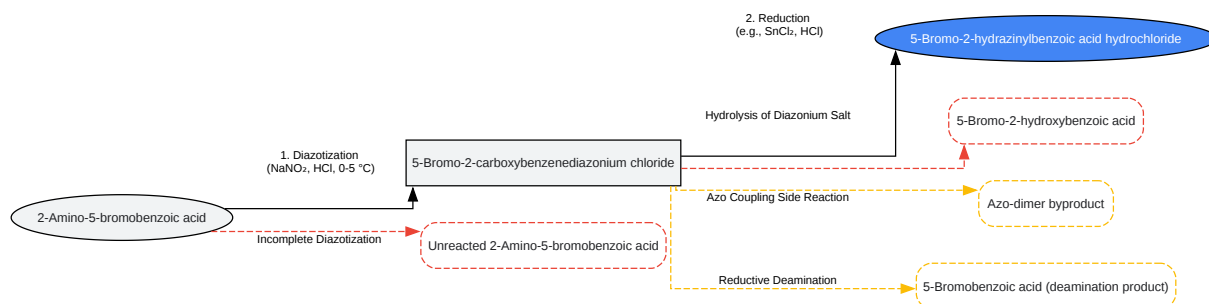 2. Reduction
(e.g., SnCl₂, HCl)
5-Bromo-2-hydrazinylbenzoic acid hydrochloride
Hydrolysis of Diazonium Salt
5-Bromo-2-hydroxybenzoic acid
1. Diazotization
(NaNO₂, HCl, 0-5 °C)
5-Bromo-2-carboxybenzenediazonium chloride
Azo Coupling Side Reaction
Azo-dimer byproduct
2-Amino-5-bromobenzoic acid
Incomplete Diazotization
Unreacted 2-Amino-5-bromobenzoic acid
Reductive Deamination
5-Bromobenzoic acid (deamination product)